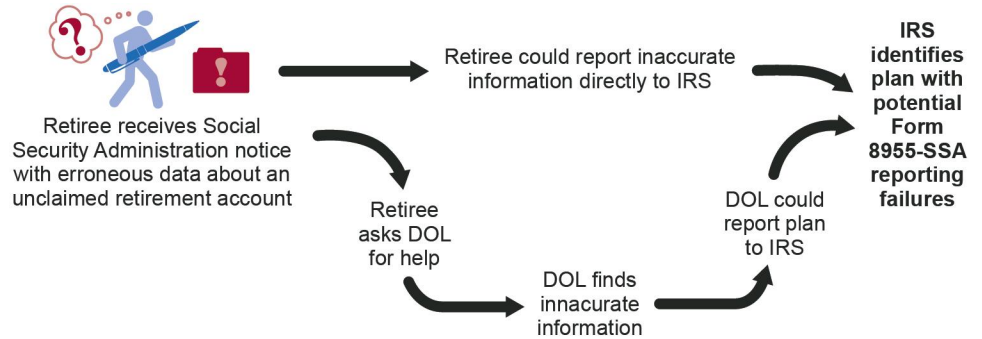 ?
!
Retiree receives Social
Security Administration notice
with erroneous data about an
unclaimed retirement account
Retiree could report inaccurate
information directly to IRS
Retiree
asks DOL
for help
DOL finds
innacurate
information
DOL could
report plan
to IRS
IRS
identifies
plan with
potential
Form
8955-SSA
reporting
failures